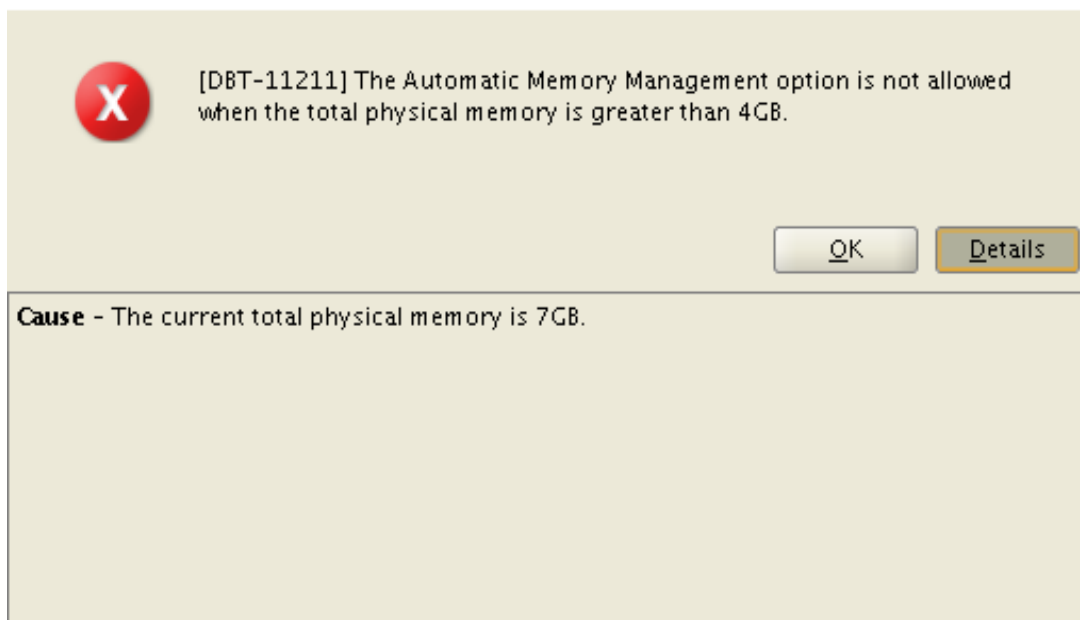 X
[DBT-11211] The Automatic Memory Management option is not allowed
when the total physical memory is greater than 4GB.
OK
Details
Cause - The current total physical memory is 7GB.